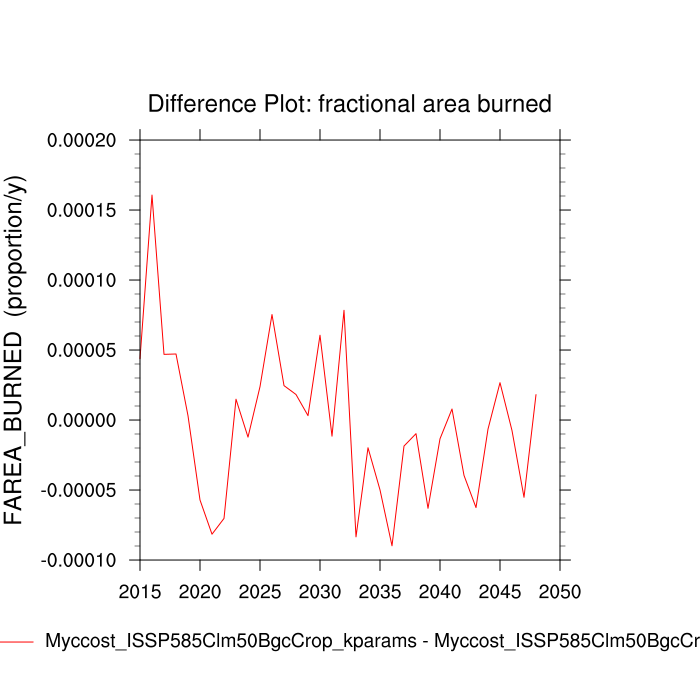 Difference Plot: fractional area burned
FAREA_BURNED (proportion/y)
0.00020
0.00015
0.00010
0.00005
0.00000
-0.00005
-0.00010
2015 2020 2025 2030 2035 2040 2045 2050
Myccost_ISSP585Clm50BgcCrop_kparams - Myccost_ISSP585Clm50BgcCr